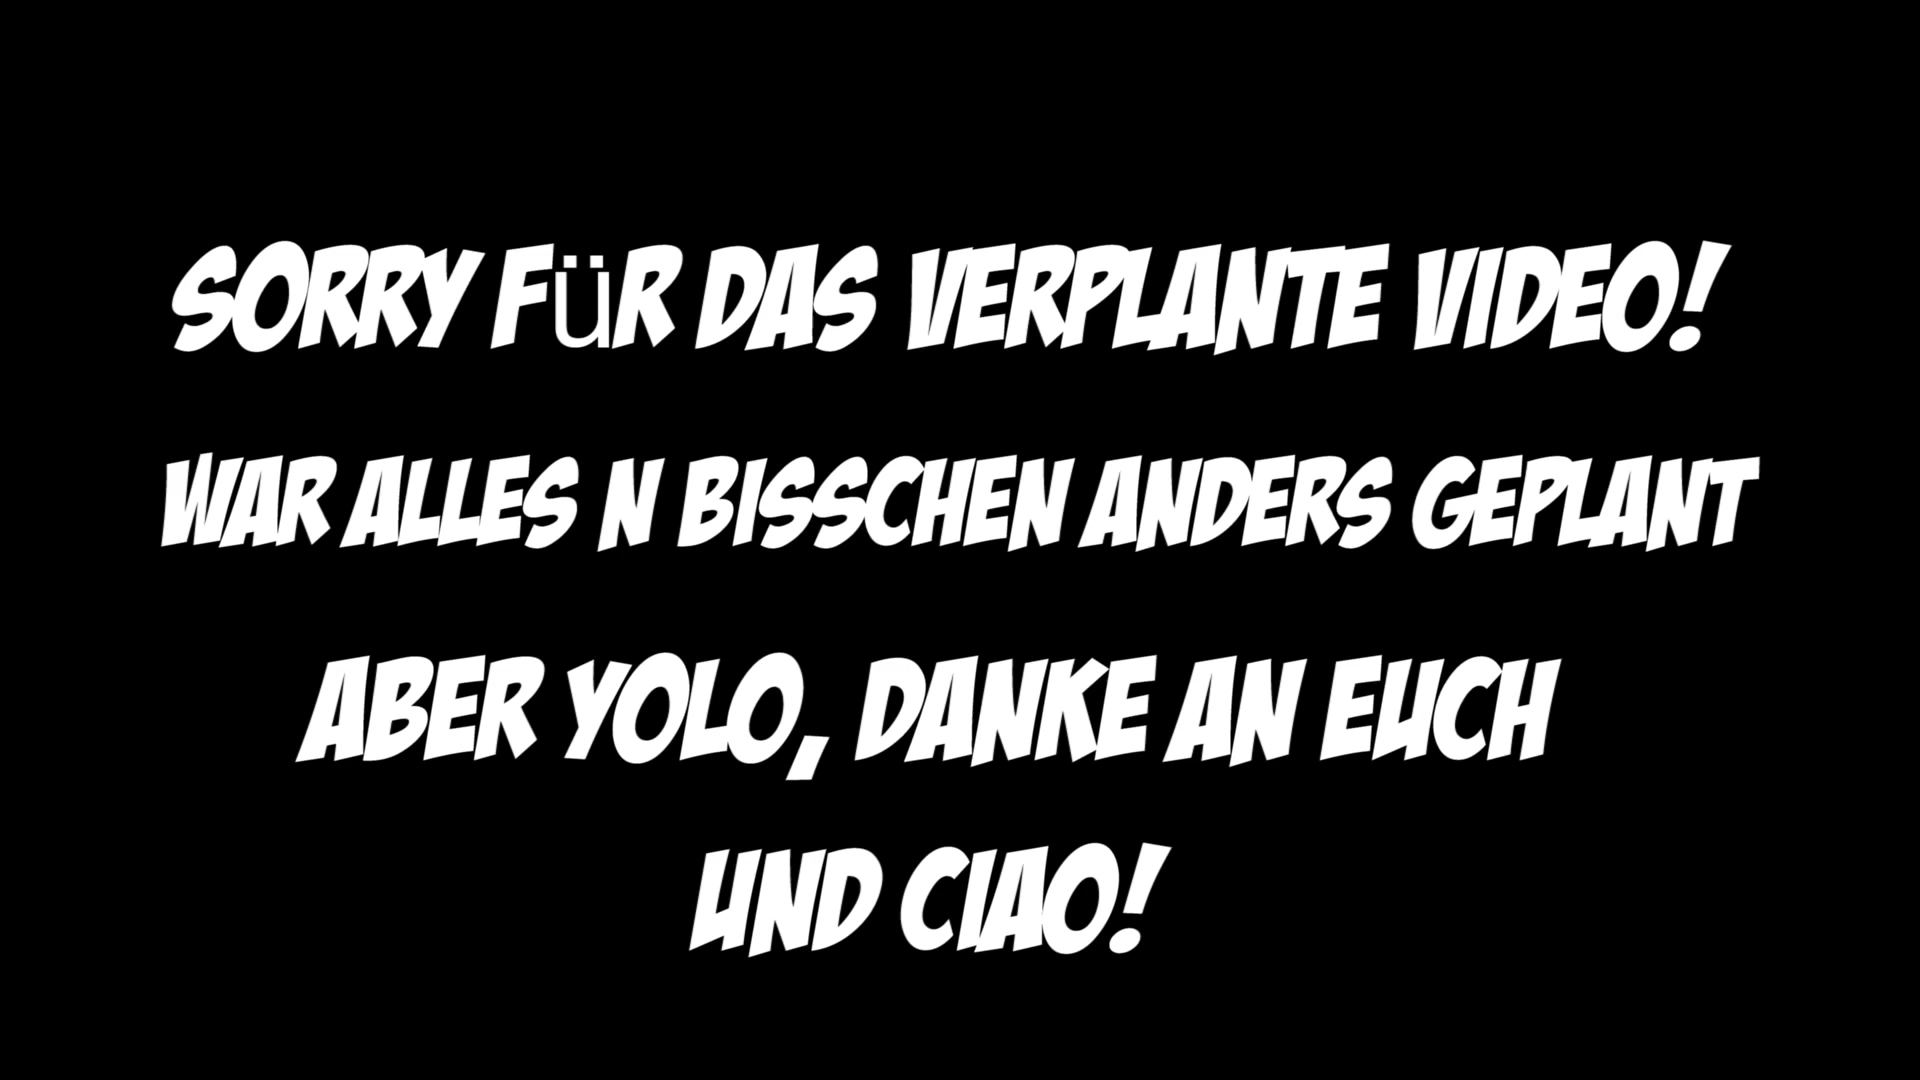 SORRY FüR DAS VERPLANTE VIDEO!
WAR ALLES N BISSCHEN ANDERS GEPLANT
ABER YOLO, DANKE AN EUCH
UND CIAO!